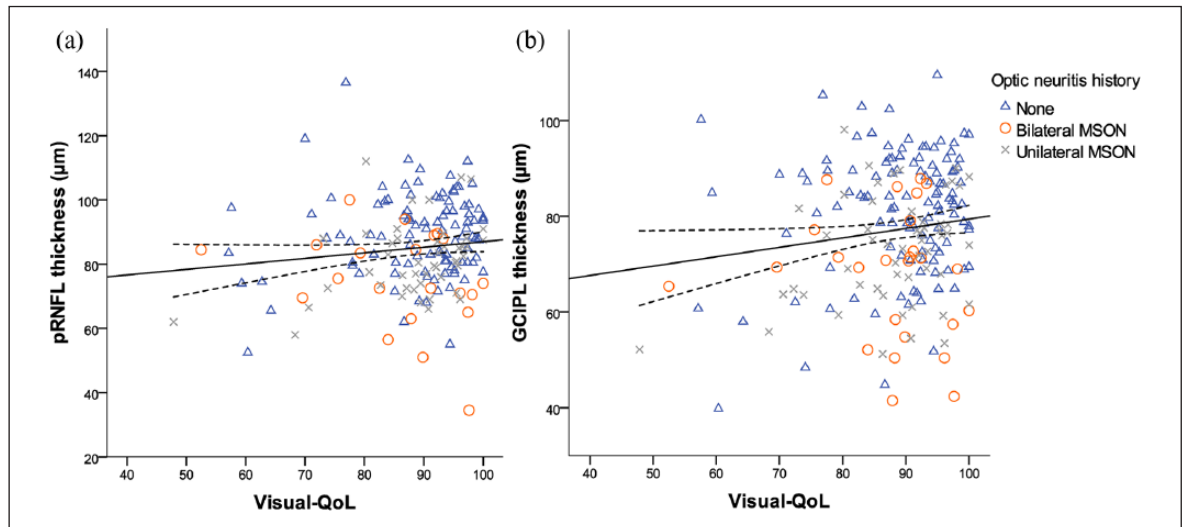 (a)
pRNFL thickness (µm)
140
120
100
80
60
40
20
40 50 60 70 80 90 100
Visual-QoL
(b)
GCIPL thickness (µm)
100
80
60
40
40 50 60 70 80 90 100
Visual-QoL
Optic neuritis history
None
Bilateral MSON
Unilateral MSON